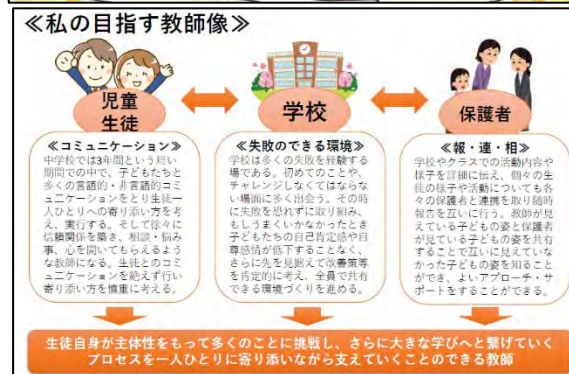 ≪私の目指す教師像≫
児童
生徒
学校
保護者
≪コミュニケーション≫
中学校では3年間という短い
期間での中で、子どもたちと
多くの言語的・非言語的コミ
ュニケーションをとり生徒一
人ひとりへの寄り添い方を考
え、実行する。そして徐々に
信頼関係を築き、相談・悩み
事、心を開いてもらえるよう
な教師になる。生徒とのコミ
ュニケーションを絶えず行い
寄り添い方を慎重に考える。
≪失敗のできる環境≫
学校は多くの失敗を経験する
場である。初めてのことや、
チャレンジしなくてはならな
い場面に多く出会う。その時
に失敗を恐れずに取り組み、
もしうまくいかなかったとき
子どもたちの自己肯定感や自
尊感情が低下することなく、
さらに先を見据えて改善策等
を肯定的に考え、全員で共有
できる環境づくりを進める。
≪報・連・相≫
学校やクラスでの活動内容や
様子を詳細に伝え、個々の生
徒の様子や活動についても各
々の保護者と連携を取り随時
報告を互いに行う。教師が見
えている子どもの姿と保護者
が見ている子どもの姿を共有
することで互いに見えていな
かった子どもの姿を知ること
ができ、よいアプローチ・サ
ポートをすることができる。
生徒自身が主体性をもって多くのことに挑戦し、さらに大きな学びへと繋げていく
プロセスを一人ひとりに寄り添いながら支えていくことのできる教師